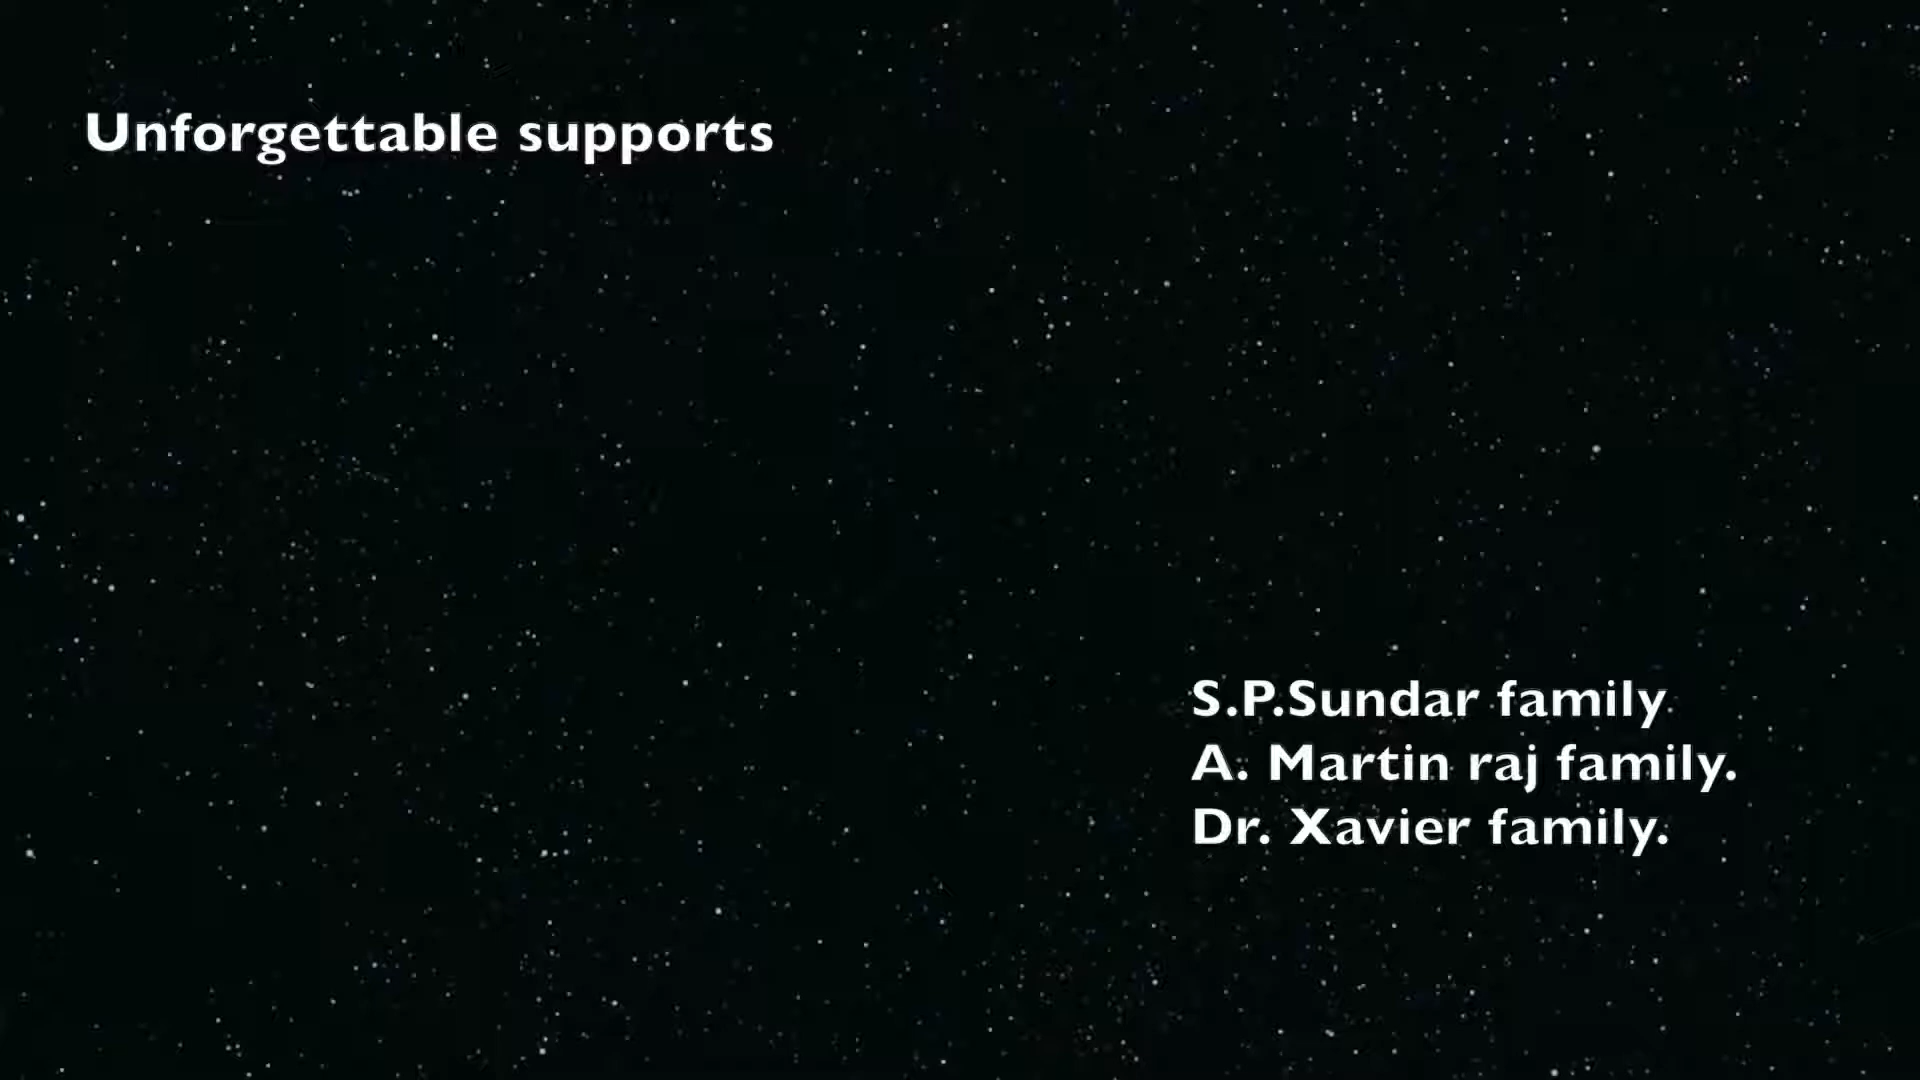 Unforgettable supports
S.P.Sundar family
A. Martin raj family.
Dr. Xavier family.